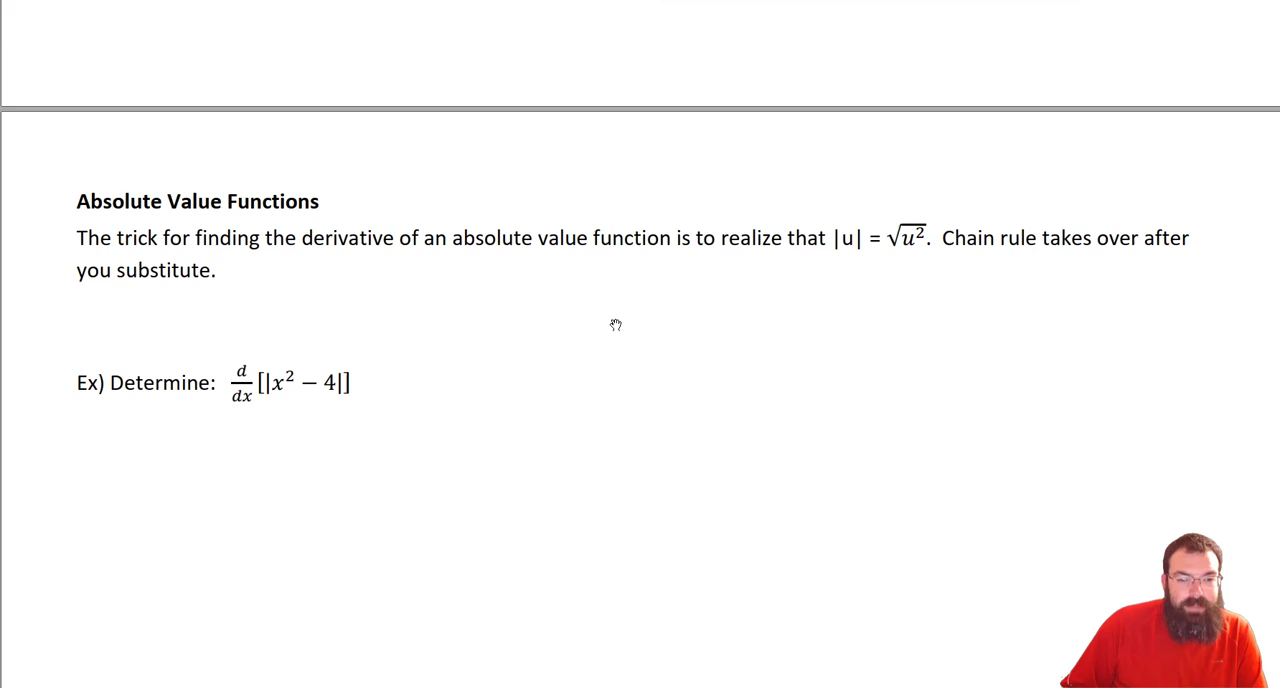 Absolute Value Functions
The trick for finding the derivative of an absolute value function is to realize that |u| = √u². Chain rule takes over after
you substitute.
Ex) Determine: d/dx [|x² − 4|]